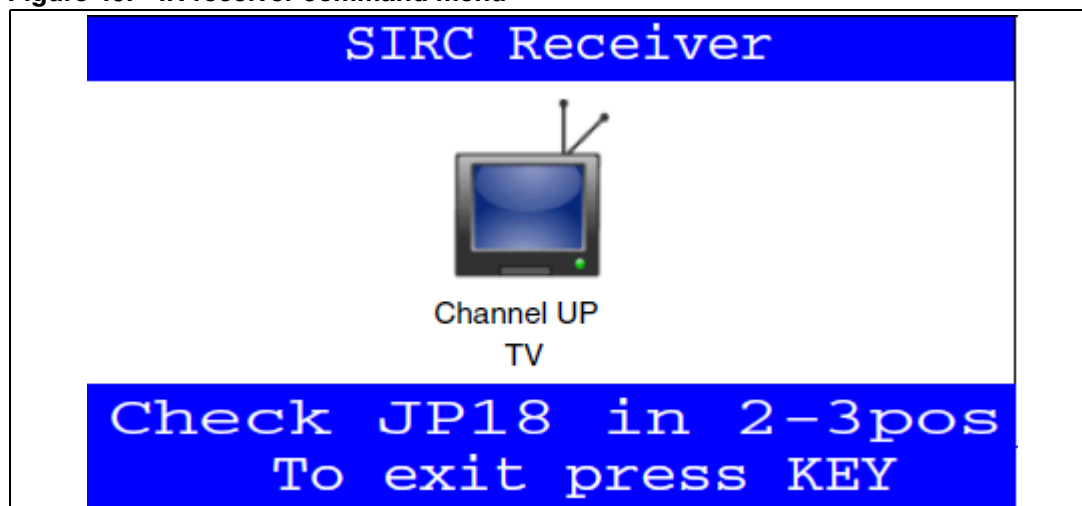 SIRC Receiver
Channel UP
TV
Check JP18 in 2-3pos
To exit press KEY